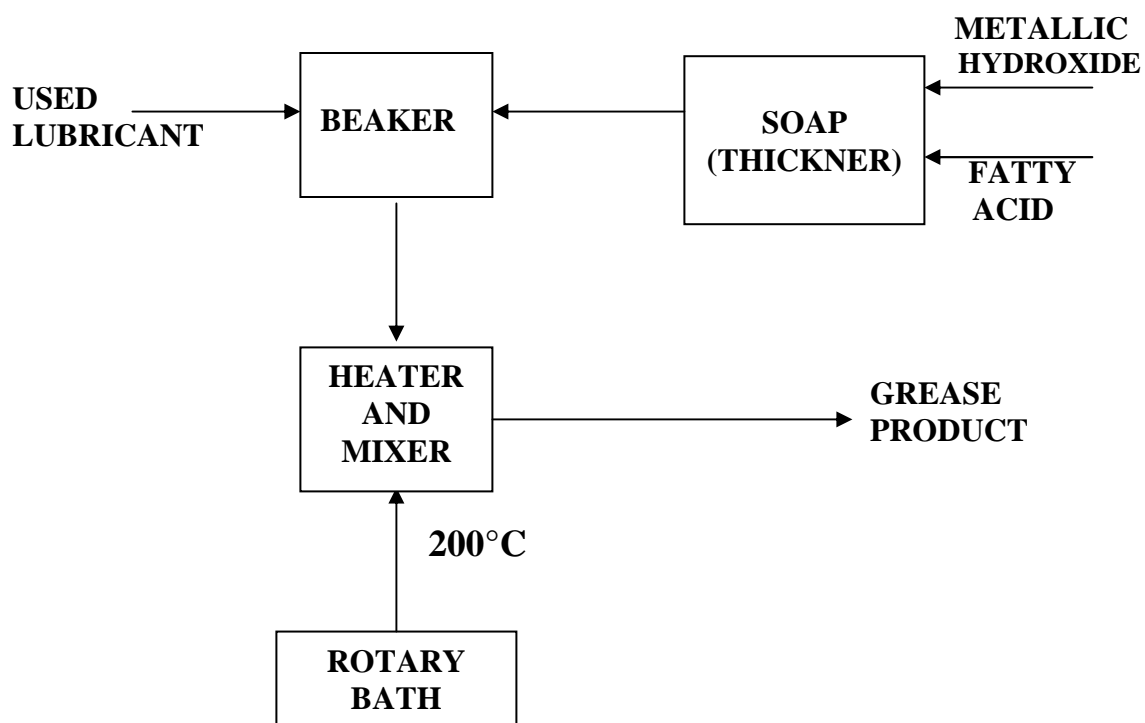 METALLIC
HYDROXIDE
USED
LUBRICANT
BEAKER
SOAP
(THICKNER)
FATTY
ACID
HEATER
AND
MIXER
GREASE
PRODUCT
200°C
ROTARY
BATH